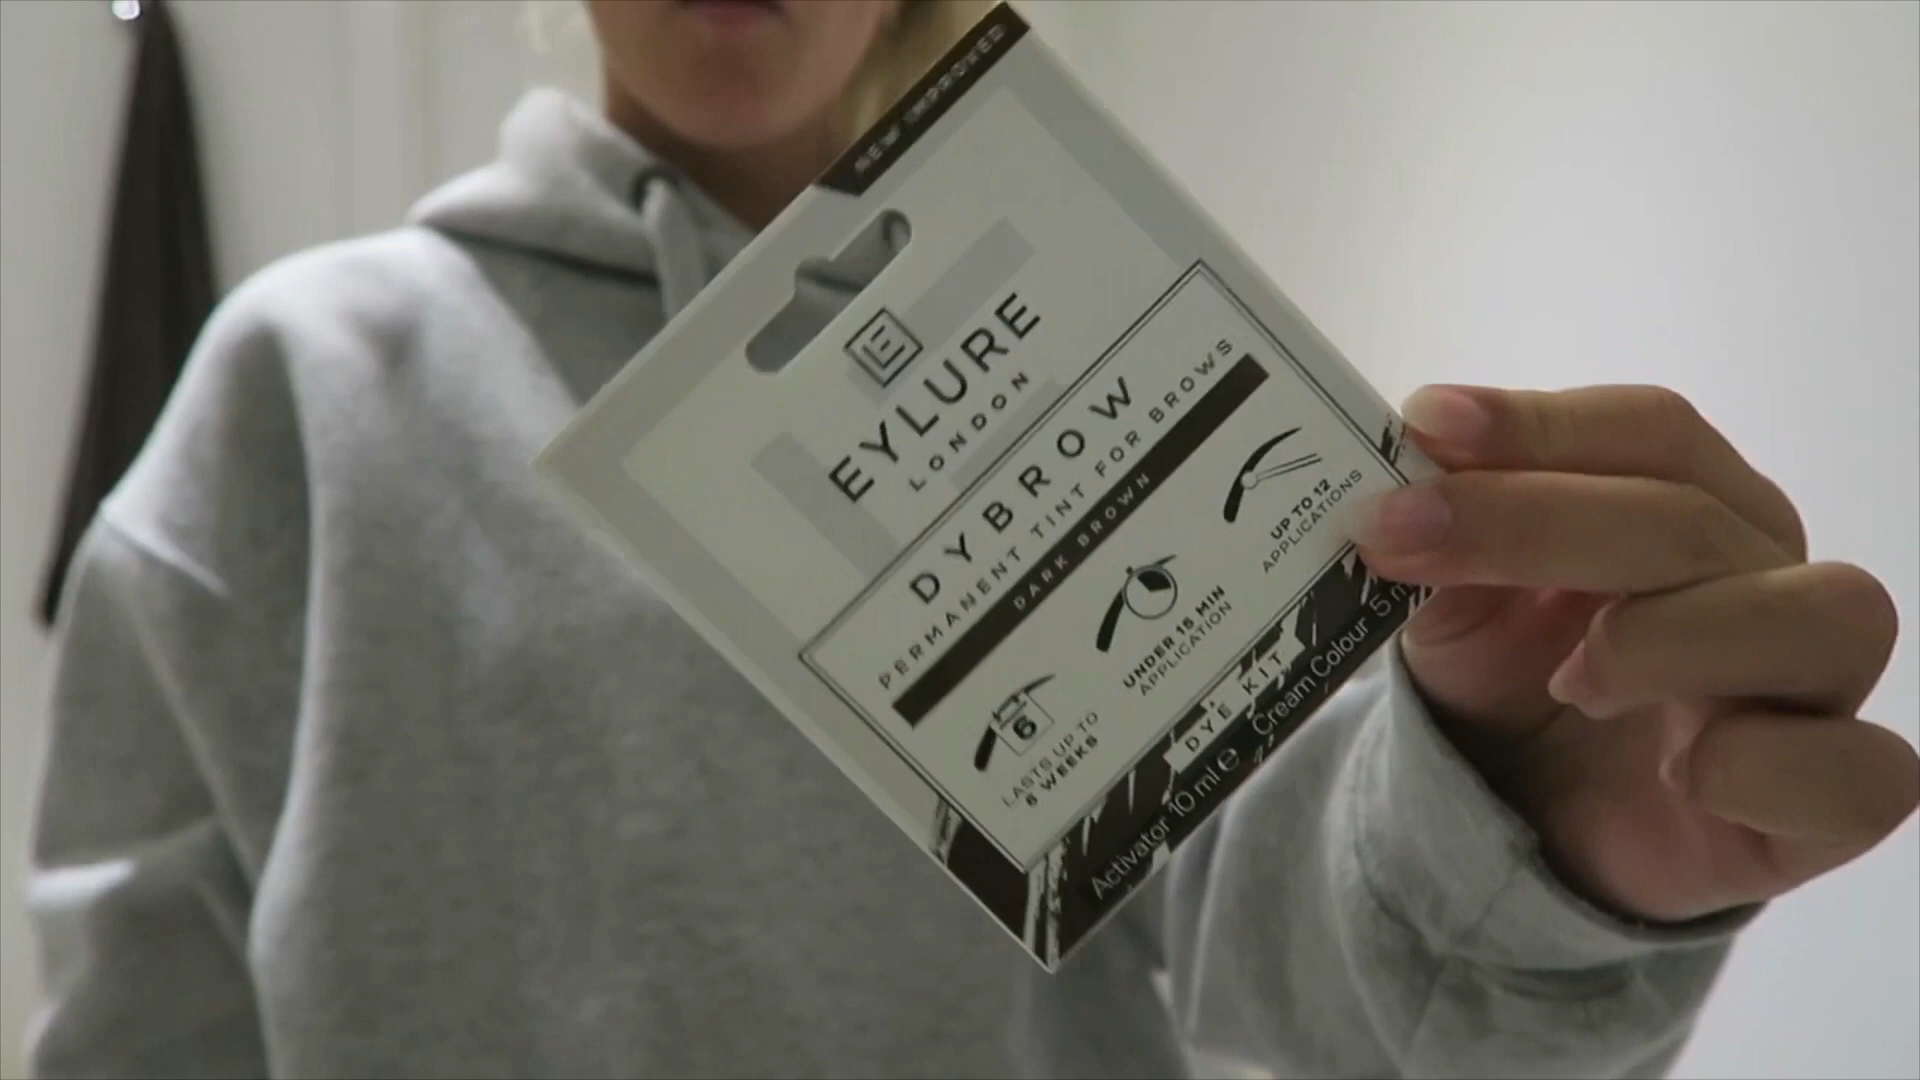 NEW IMPROVED
E
EYLURE
LONDON
DYBROW
PERMANENT TINT FOR BROWS
DARK BROWN
6
LASTS UP TO
6 WEEKS
UNDER 15 MIN
APPLICATION
UP TO 12
APPLICATIONS
DYE KIT
Activator 10 ml e Cream Colour 5 m